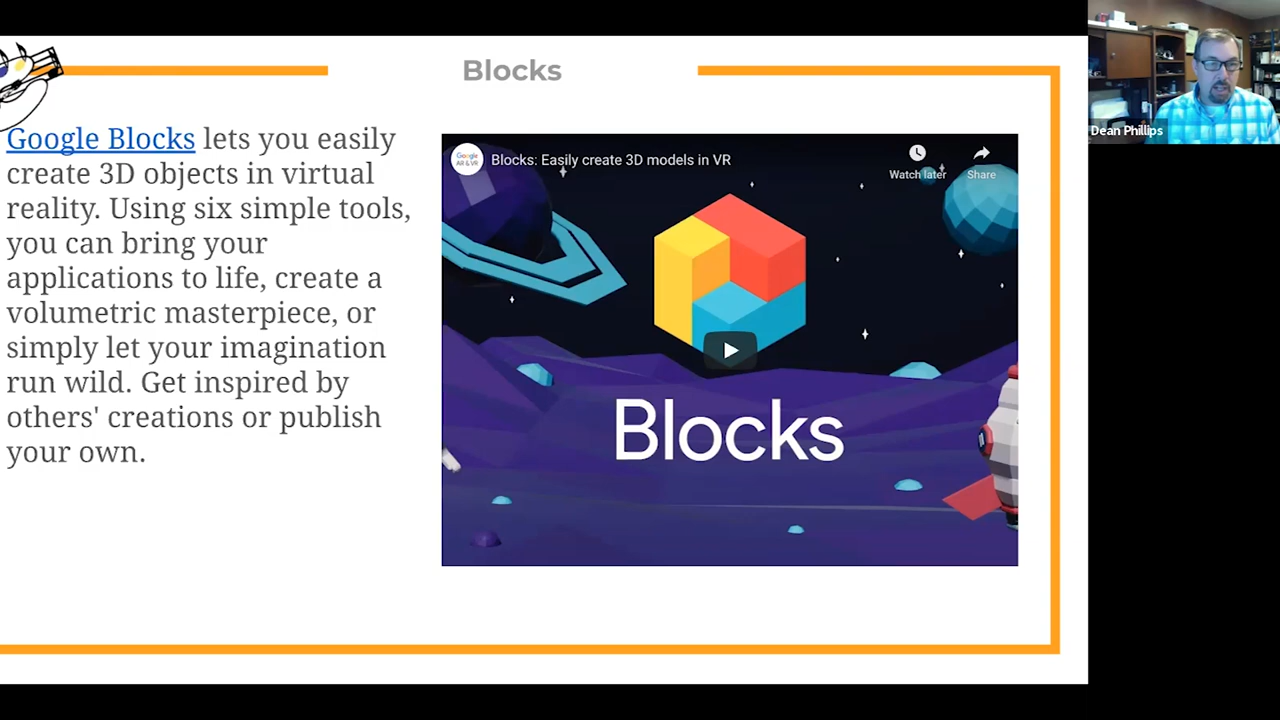 Blocks
Google Blocks lets you easily
create 3D objects in virtual
reality. Using six simple tools,
you can bring your
applications to life, create a
volumetric masterpiece, or
simply let your imagination
run wild. Get inspired by
others' creations or publish
your own.
Google
AR & VR
Blocks: Easily create 3D models in VR
Watch later
Share
Blocks
Dean Phillips